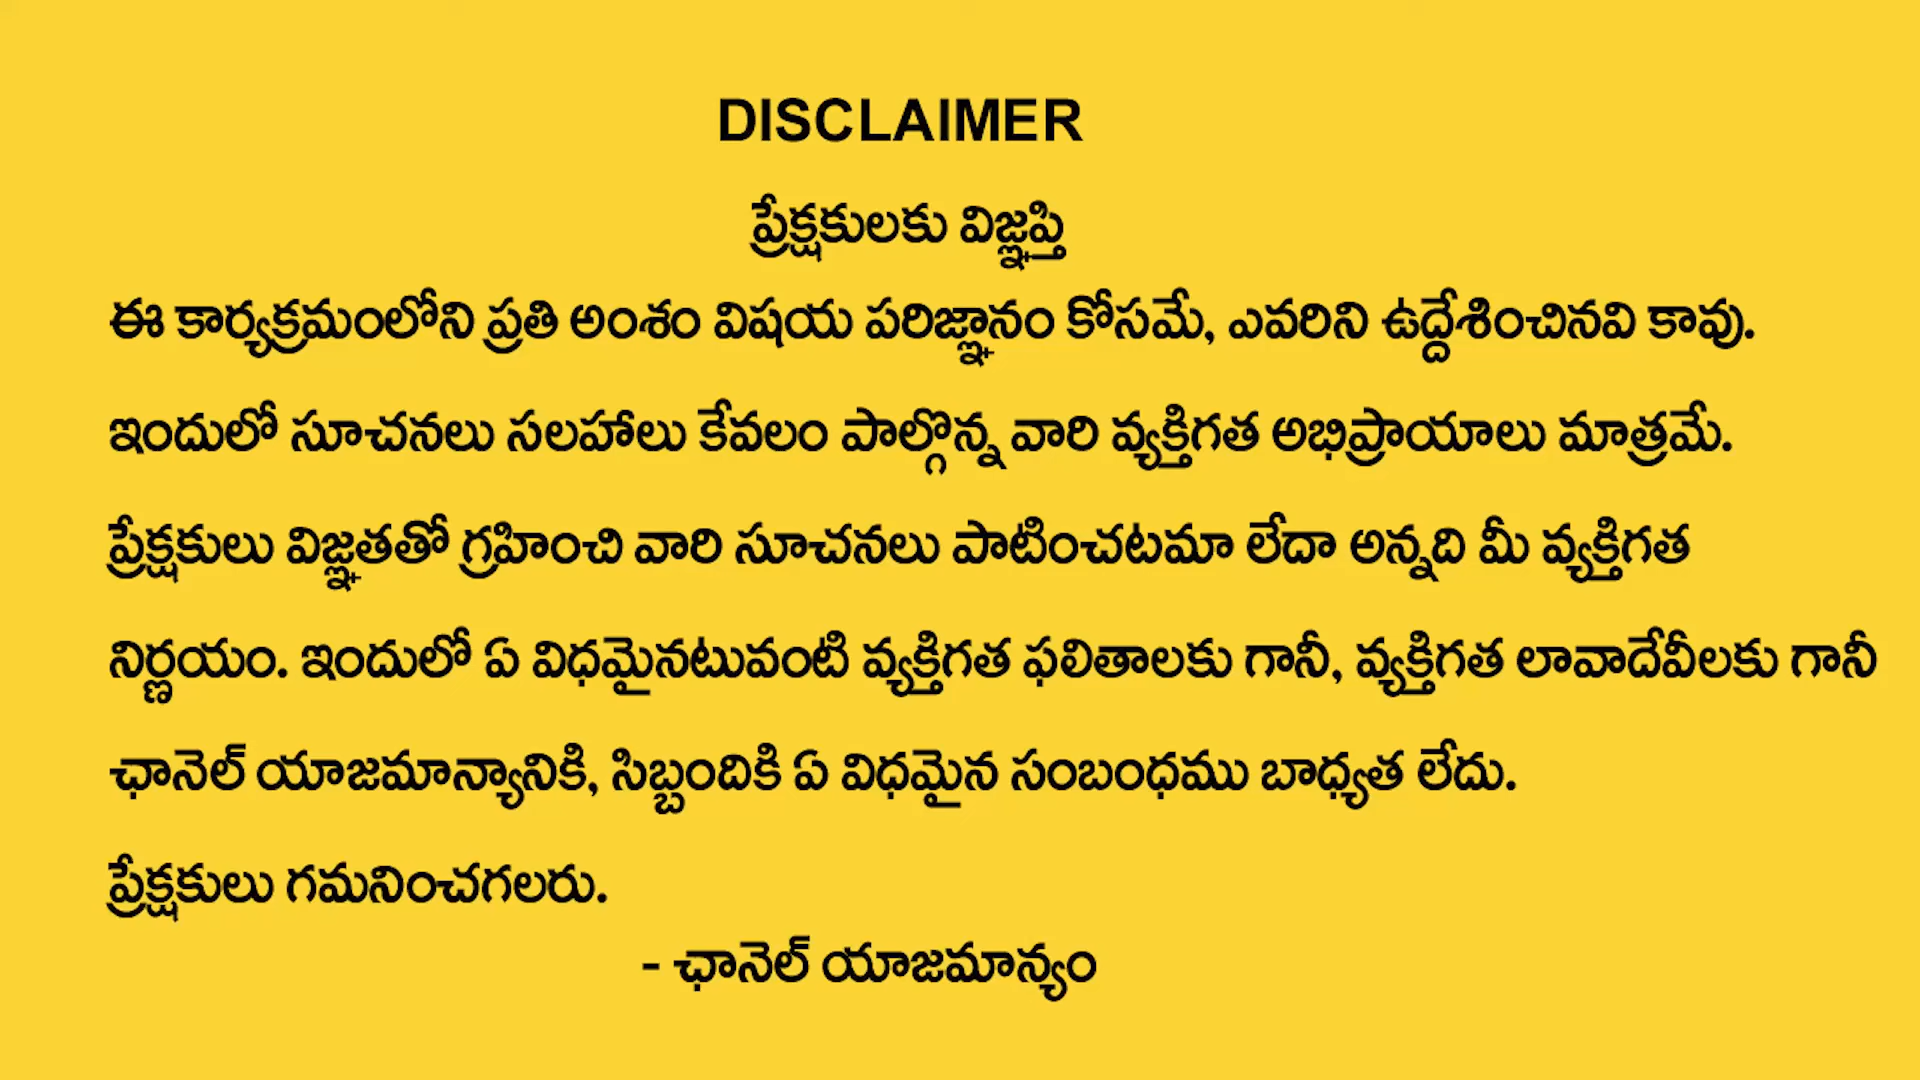 DISCLAIMER
ప్రేక్షకులకు విజ్ఞప్తి
ఈ కార్యక్రమంలోని ప్రతి అంశం విషయ పరిజ్ఞానం కోసమే, ఎవరిని ఉద్దేశించినవి కావు.
ఇందులో సూచనలు సలహాలు కేవలం పాల్గొన్న వారి వ్యక్తిగత అభిప్రాయాలు మాత్రమే.
ప్రేక్షకులు విజ్ఞతతో గ్రహించి వారి సూచనలు పాటించటమా లేదా అన్నది మీ వ్యక్తిగత
నిర్ణయం. ఇందులో ఏ విధమైనటువంటి వ్యక్తిగత ఫలితాలకు గానీ, వ్యక్తిగత లావాదేవీలకు గానీ
ఛానెల్ యాజమాన్యానికి, సిబ్బందికి ఏ విధమైన సంబంధము బాధ్యత లేదు.
ప్రేక్షకులు గమనించగలరు.
- ఛానెల్ యాజమాన్యం